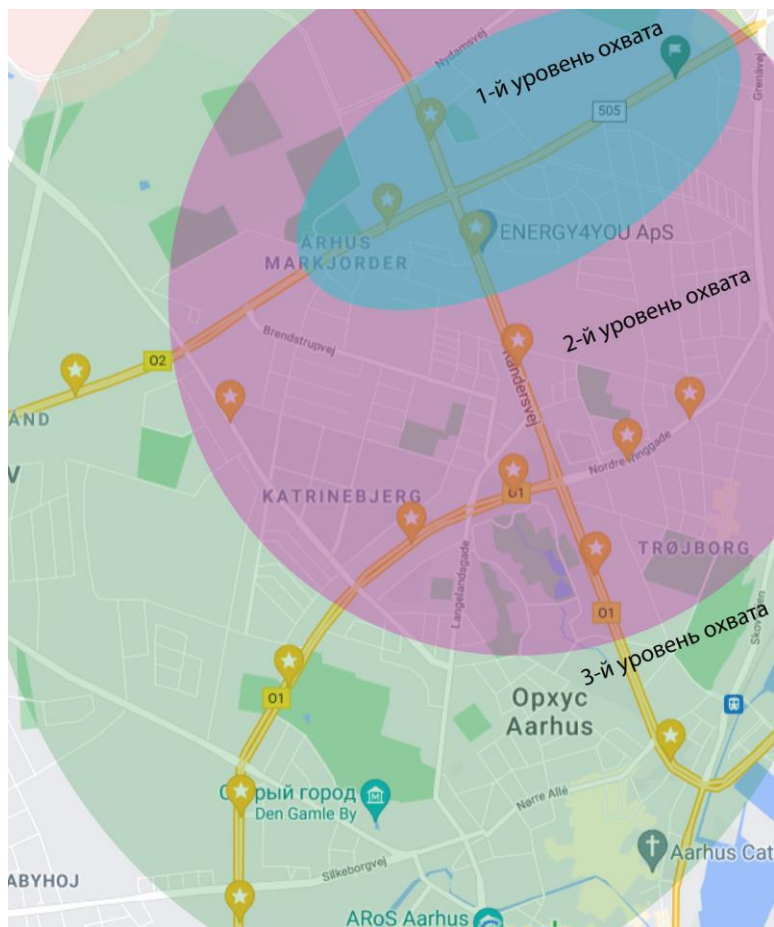 1-й уровень охвата
Nydamsvej
Grenåvej
505
ENERGY4YOU ApS
ÅRHUS
MARKJORDER
2-й уровень охвата
O2
Brendstrupvej
Randersvej
AND
V
Nordre Ringgade
O1
KATRINEBJERG
TRØJBORG
Langelandsgade
O1
3-й уровень охвата
O1
Орхус
Aarhus
Старый город
Den Gamle By
Nørre Allé
Silkeborgvej
Aarhus Cat
ABYHOJ
ARoS Aarhus